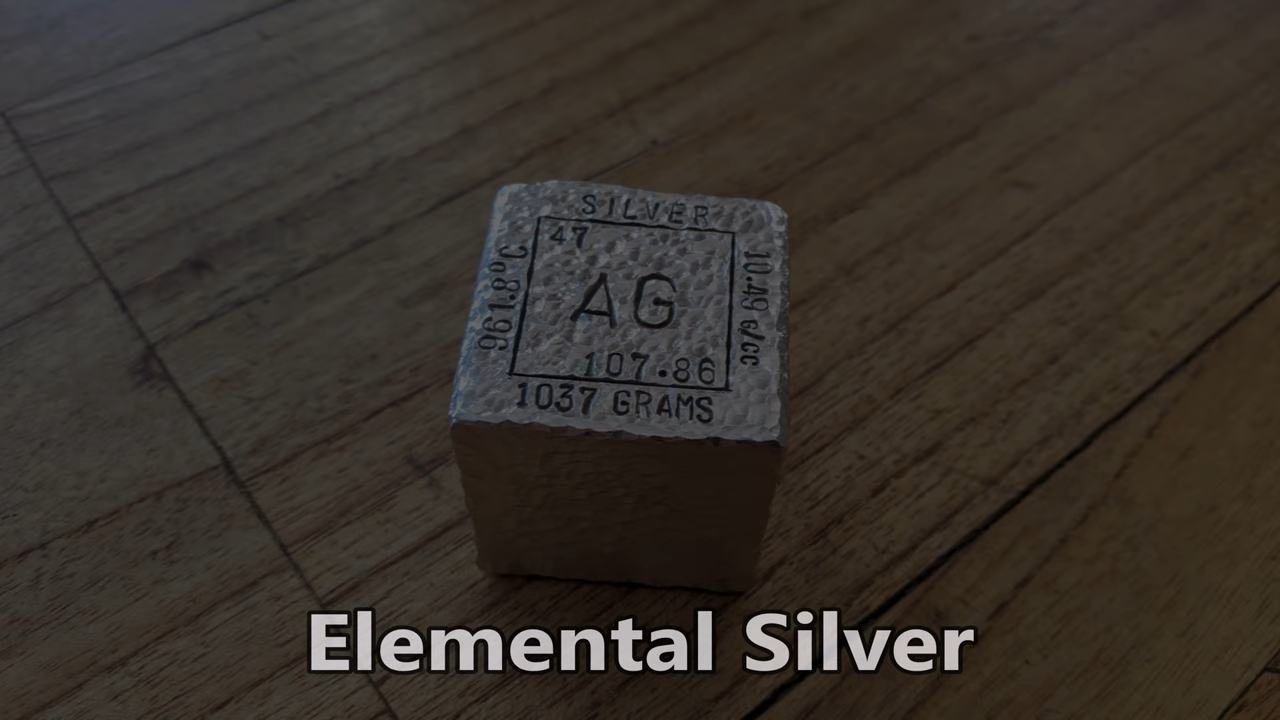 SILVER
47
961.8°C
AG
10.49 G/CC
107.86
1037 GRAMS
Elemental Silver